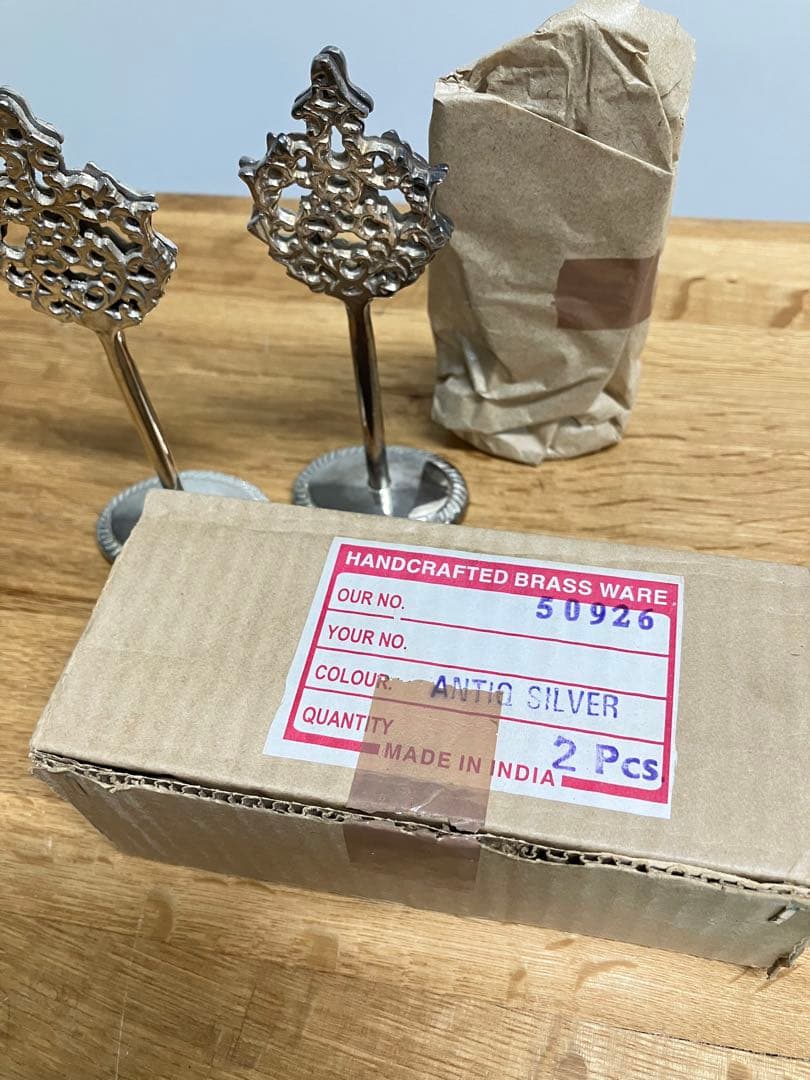 HANDCRAFTED BRASS WARE
OUR NO. 50926
YOUR NO.
COLOUR. ANTIQ SILVER
QUANTITY 2 Pcs.
MADE IN INDIA